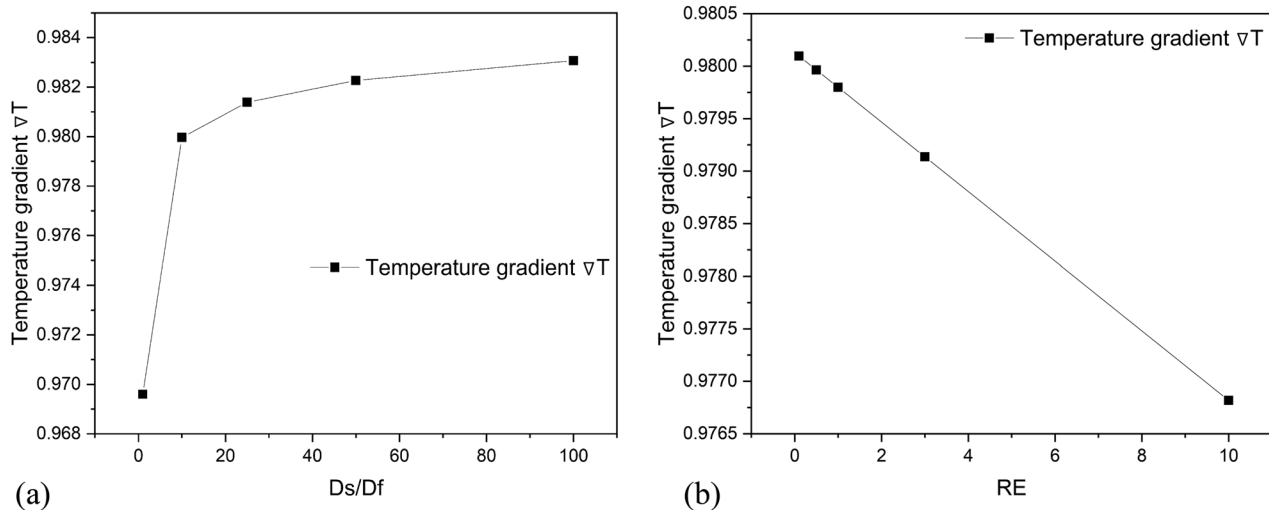 0.984
0.982
0.980
0.978
0.976
0.974
0.972
0.970
0.968
Temperature gradient ∇T
Temperature gradient ∇T
0 20 40 60 80 100
Ds/Df
(a)
0.9805
0.9800
0.9795
0.9790
0.9785
0.9780
0.9775
0.9770
0.9765
Temperature gradient ∇T
Temperature gradient ∇T
0 2 4 6 8 10
RE
(b)